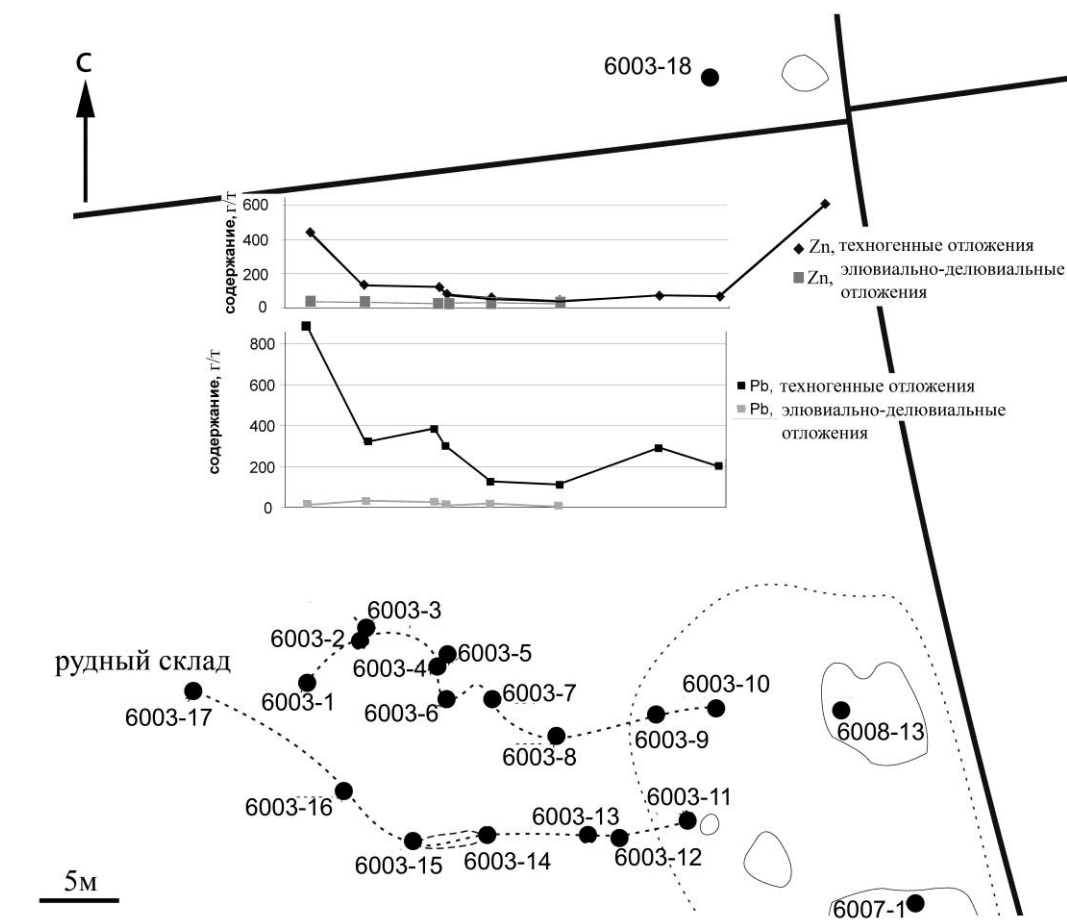 С
6003-18
содержание, г/т
600
400
200
0
Zn, техногенные отложения
Zn, элювиально-делювиальные
отложения
содержание, г/т
800
600
400
200
0
Pb, техногенные отложения
Pb, элювиально-делювиальные
отложения
6003-3
6003-2
рудный склад
6003-5
6003-4
6003-1
6003-17
6003-7
6003-6
6003-10
6003-9
6003-8
6008-13
6003-16
6003-11
6003-13
6003-12
6003-15
6003-14
5м
6007-1